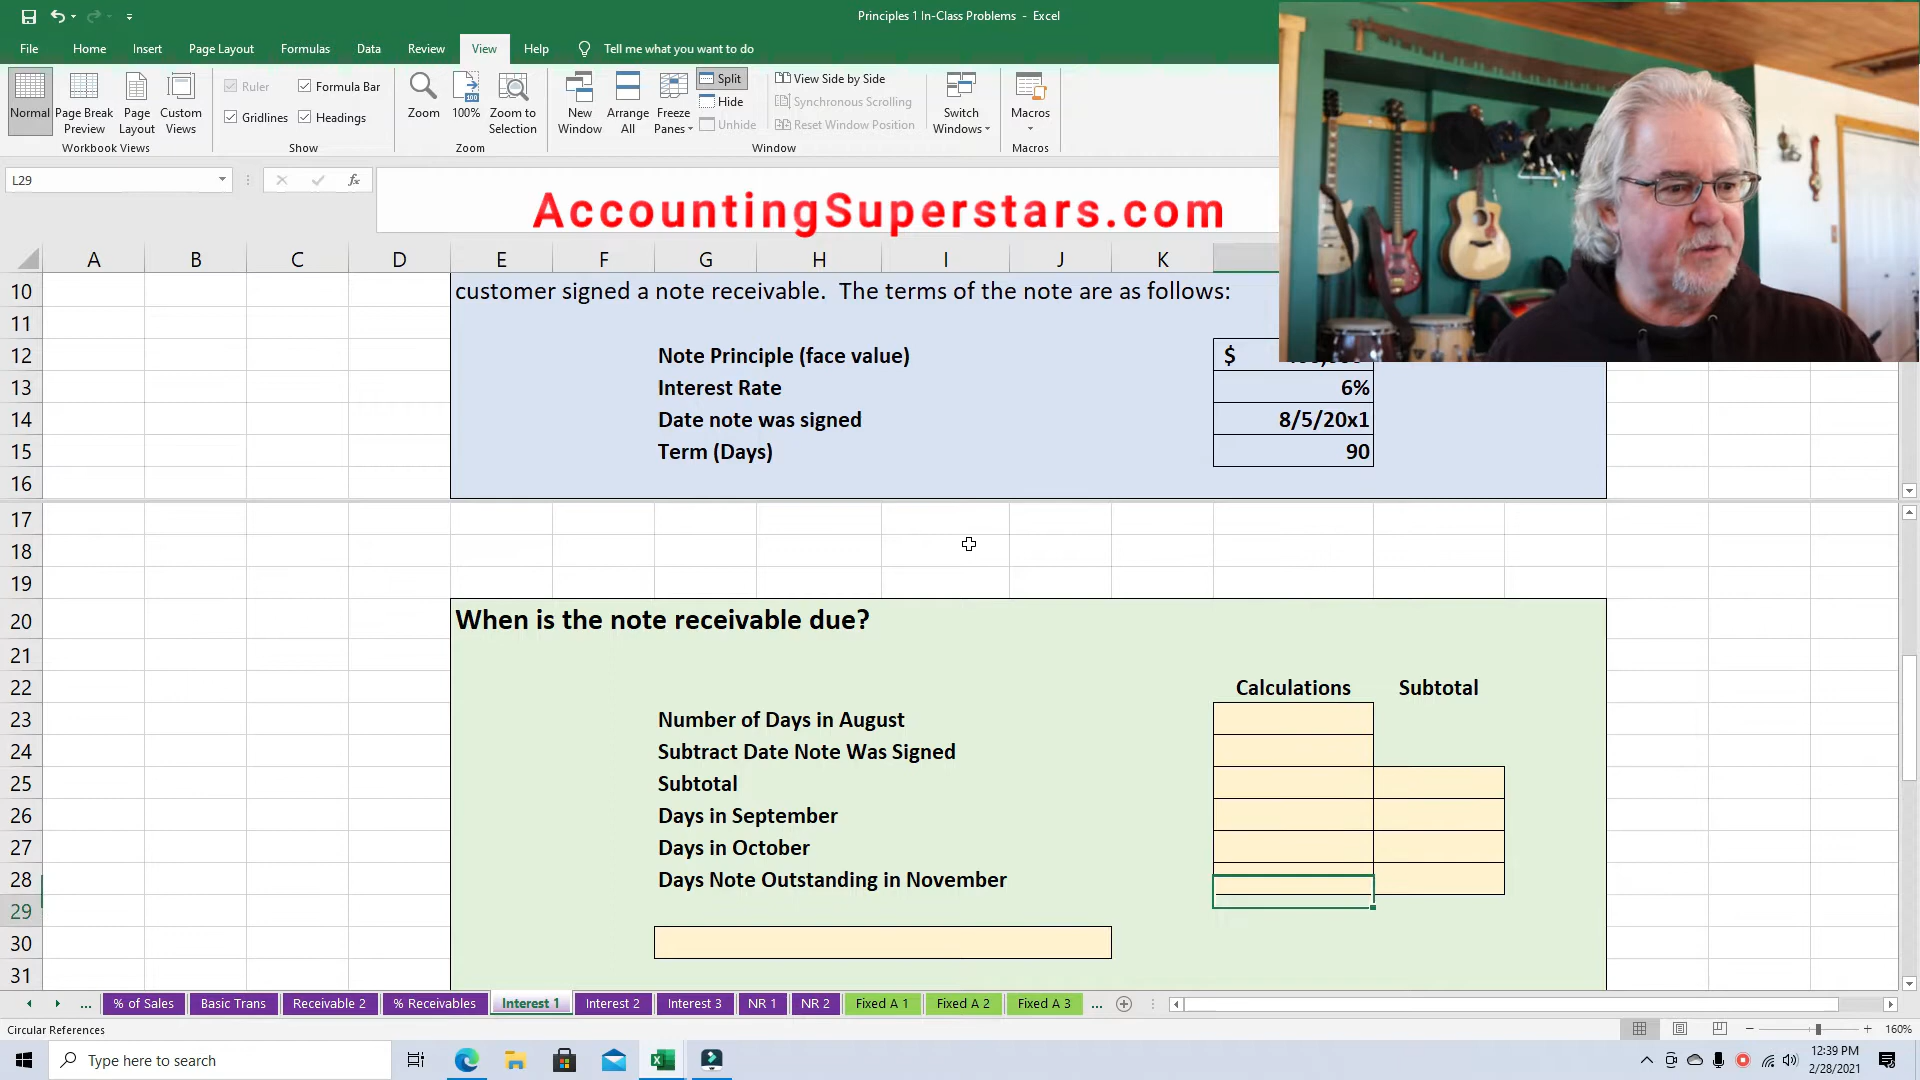 Principles 1 In-Class Problems - Excel
File Home Insert Page Layout Formulas Data Review View Help Tell me what you want to do
Normal
Page Break Preview
Page Layout
Custom Views
Workbook Views
Ruler
Formula Bar
Gridlines
Headings
Show
Zoom
100%
Zoom to Selection
Zoom
New Window
Arrange All
Freeze Panes
Split
Hide
Unhide
View Side by Side
Synchronous Scrolling
Reset Window Position
Window
Switch Windows
Macros
Macros
L29
fx
AccountingSuperstars.com
A B C D E F G H I J K
10 customer signed a note receivable. The terms of the note are as follows:
11
12 Note Principle (face value) $
13 Interest Rate 6%
14 Date note was signed 8/5/20x1
15 Term (Days) 90
16
17
18
19
20 When is the note receivable due?
21
22 Calculations Subtotal
23 Number of Days in August
24 Subtract Date Note Was Signed
25 Subtotal
26 Days in September
27 Days in October
28 Days Note Outstanding in November
29
30
31
... % of Sales Basic Trans Receivable 2 % Receivables Interest 1 Interest 2 Interest 3 NR 1 NR 2 Fixed A 1 Fixed A 2 Fixed A 3 ...
Circular References
160%
Type here to search
12:39 PM
2/28/2021